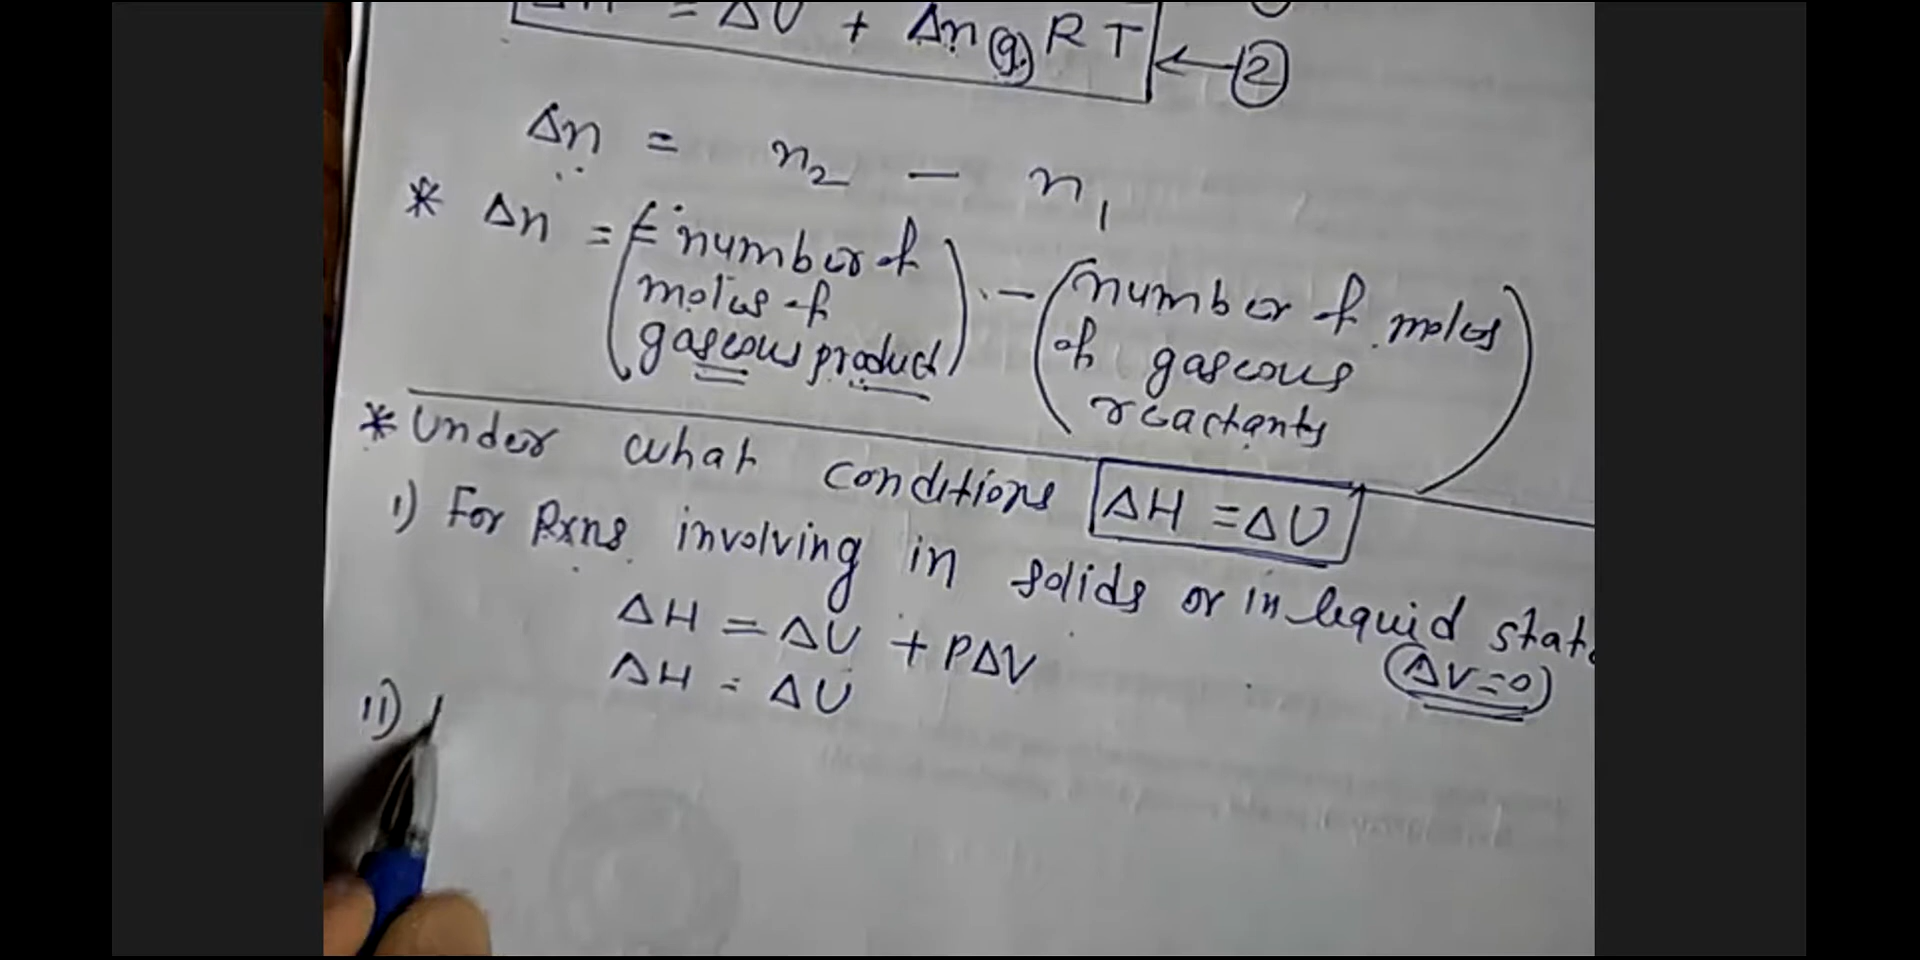 ΔH = ΔU + Δn(g) RT ← ②
Δn = n₂ − n₁
* Δn = (number of moles of gaseous product) − (number of moles of gaseous reactants)
* Under what conditions ΔH = ΔU
i) For Rxns involving in solids or in liquid stat
(ΔV=0)
ΔH = ΔU + PΔV
ΔH = ΔU
ii)